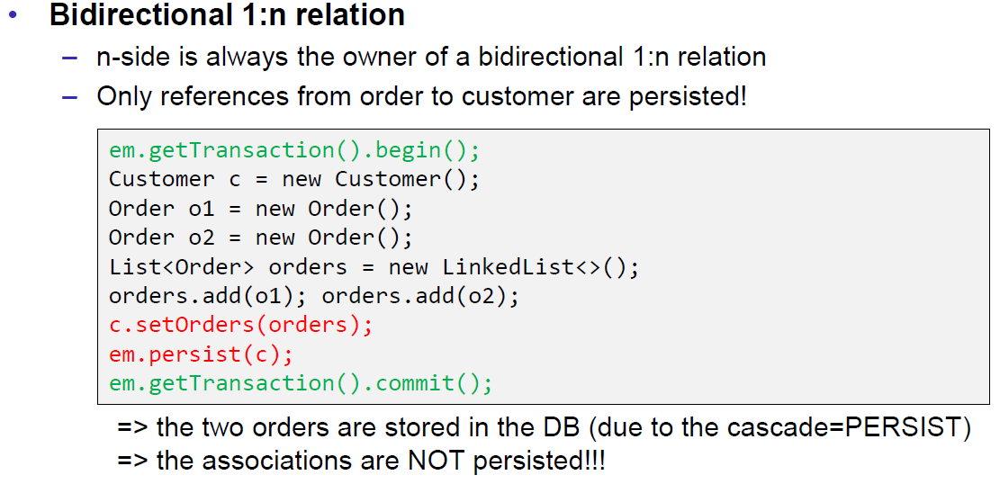 • Bidirectional 1:n relation
– n-side is always the owner of a bidirectional 1:n relation
– Only references from order to customer are persisted!
em.getTransaction().begin();
Customer c = new Customer();
Order o1 = new Order();
Order o2 = new Order();
List<Order> orders = new LinkedList<>();
orders.add(o1); orders.add(o2);
c.setOrders(orders);
em.persist(c);
em.getTransaction().commit();
=> the two orders are stored in the DB (due to the cascade=PERSIST)
=> the associations are NOT persisted!!!